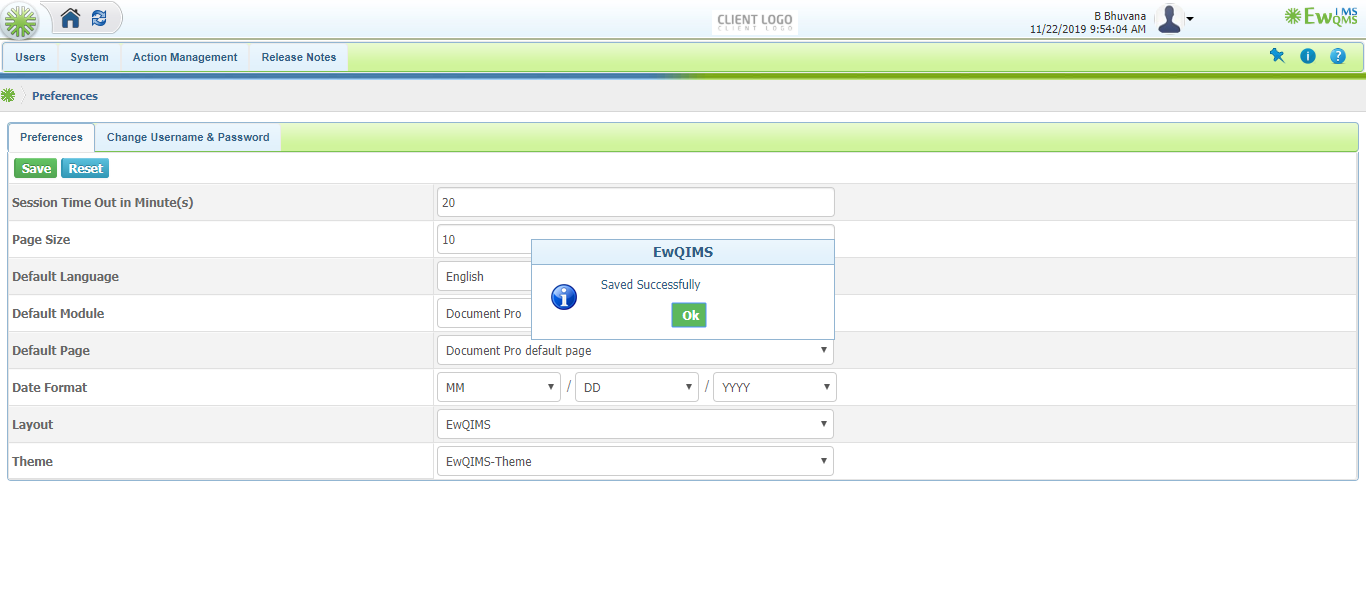 CLIENT LOGO
CLIENT LOGO
B Bhuvana
11/22/2019 9:54:04 AM
EwQMS
iMS
Users System Action Management Release Notes
Preferences
Preferences Change Username & Password
Save Reset
Session Time Out in Minute(s) 20
Page Size 10
EwQIMS
Default Language English
Saved Successfully
Default Module Document Pro
Ok
Default Page Document Pro default page
Date Format MM / DD / YYYY
Layout EwQIMS
Theme EwQIMS-Theme